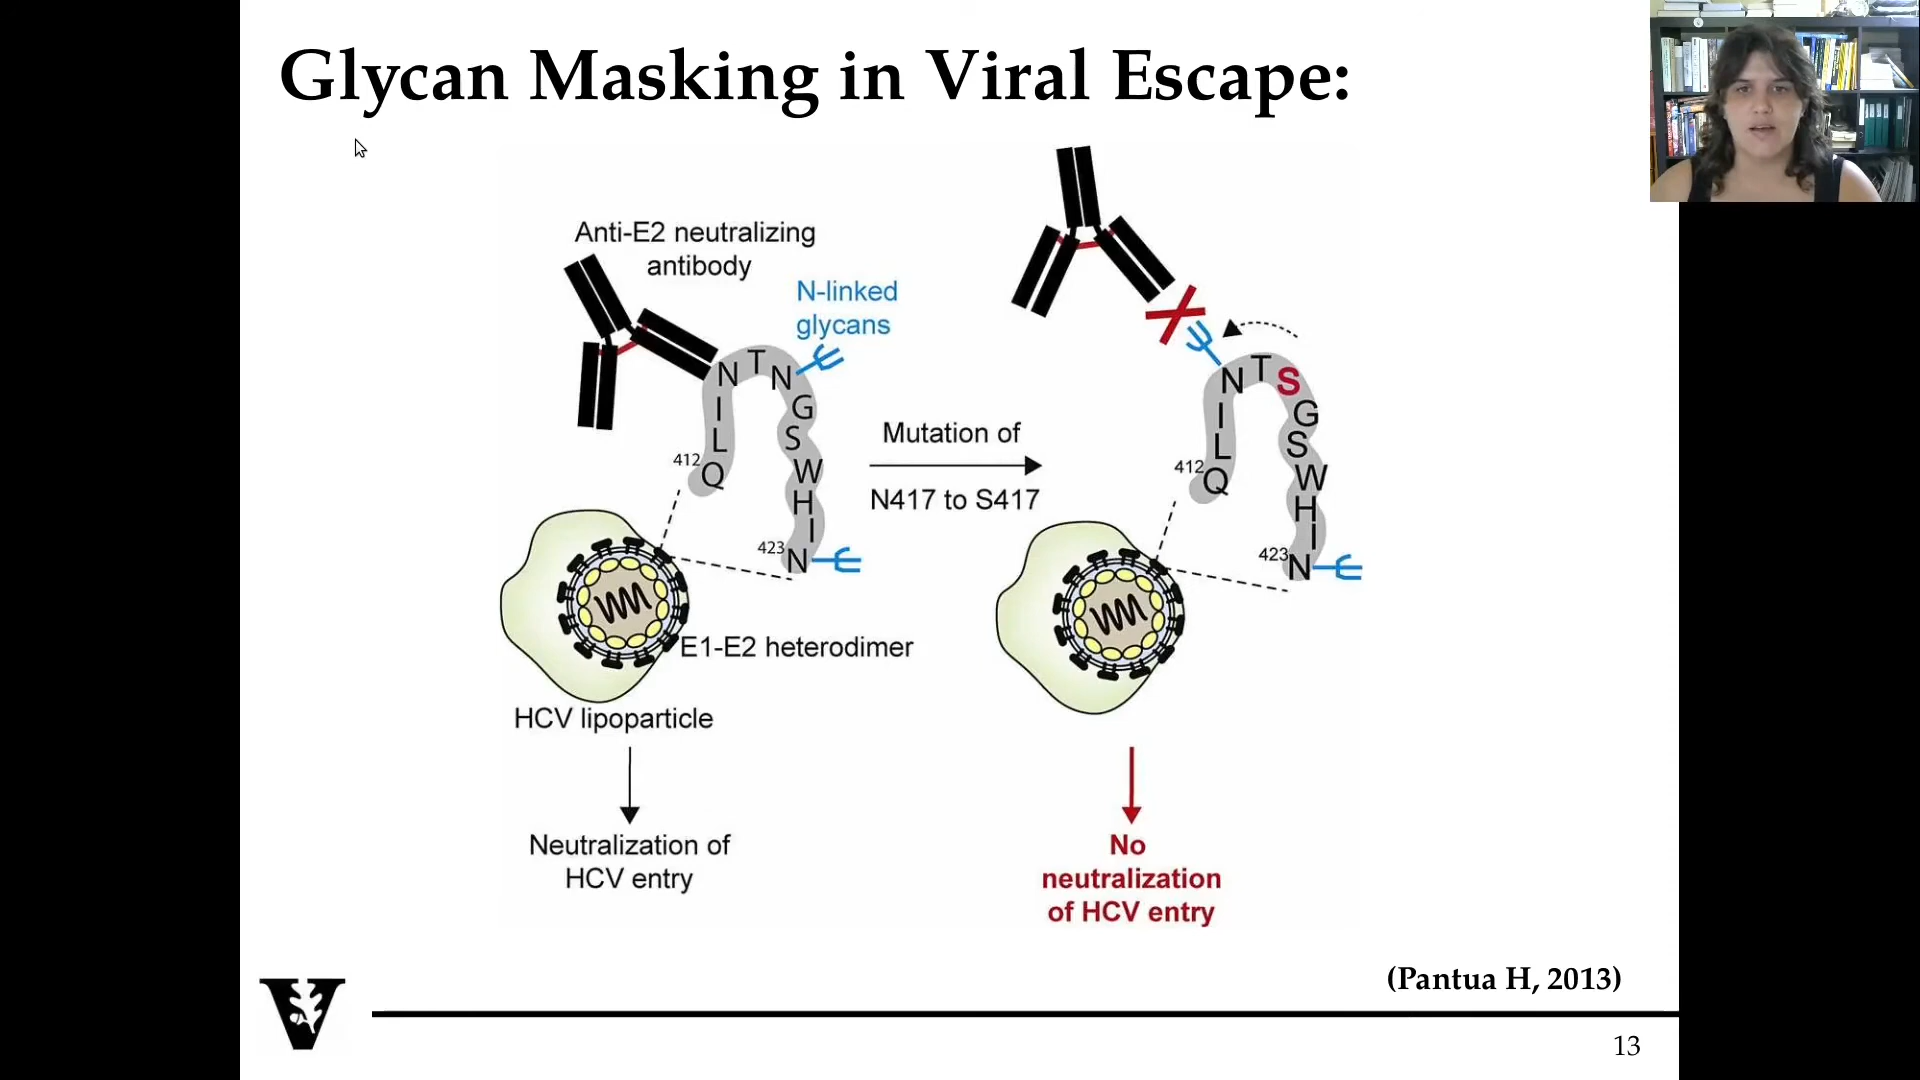 Glycan Masking in Viral Escape:
Anti-E2 neutralizing
antibody
N-linked
glycans
N T N
I
L
412 Q
G
S
W
H
I
423 N
E1-E2 heterodimer
HCV lipoparticle
Neutralization of
HCV entry
Mutation of
N417 to S417
N T S
I
L
412 Q
G
S
W
H
I
423 N
No
neutralization
of HCV entry
(Pantua H, 2013)
V
13